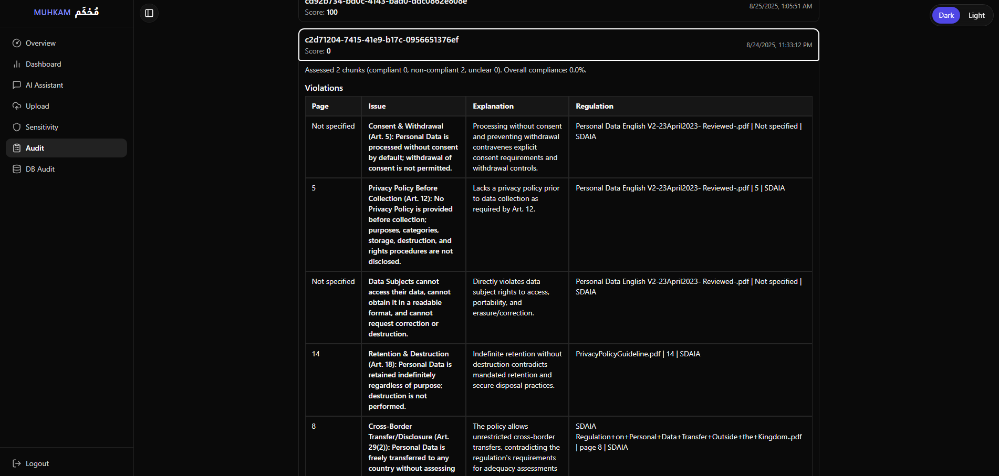 MUHKAM مُحْكَم
Overview
Dashboard
AI Assistant
Upload
Sensitivity
Audit
DB Audit
Logout
Dark
Light
cd92b734-bd0c-4143-bad0-ddc0862e808e
Score: 100
8/25/2025, 1:05:51 AM
c2d71204-7415-41e9-b17c-0956651376ef
Score: 0
8/24/2025, 11:33:12 PM
Assessed 2 chunks (compliant 0, non-compliant 2, unclear 0). Overall compliance: 0.0%.
Violations
Page
Issue
Explanation
Regulation
Not specified
Consent & Withdrawal
(Art. 5): Personal Data is
processed without consent
by default; withdrawal of
consent is not permitted.
Processing without consent
and preventing withdrawal
contravenes explicit
consent requirements and
withdrawal controls.
Personal Data English V2-23April2023- Reviewed-.pdf | Not specified |
SDAIA
5
Privacy Policy Before
Collection (Art. 12): No
Privacy Policy is provided
before collection;
purposes, categories,
storage, destruction, and
rights procedures are not
disclosed.
Lacks a privacy policy prior
to data collection as
required by Art. 12.
Personal Data English V2-23April2023- Reviewed-.pdf | 5 | SDAIA
Not specified
Data Subjects cannot
access their data, cannot
obtain it in a readable
format, and cannot
request correction or
destruction.
Directly violates data
subject rights to access,
portability, and
erasure/correction.
Personal Data English V2-23April2023- Reviewed-.pdf | Not specified |
SDAIA
14
Retention & Destruction
(Art. 18): Personal Data is
retained indefinitely
regardless of purpose;
destruction is not
performed.
Indefinite retention without
destruction contradicts
mandated retention and
secure disposal practices.
PrivacyPolicyGuideline.pdf | 14 | SDAIA
8
Cross-Border
Transfer/Disclosure (Art.
29(2)): Personal Data is
freely transferred to any
country without assessing
The policy allows
unrestricted cross-border
transfers, contradicting the
regulation's requirements
for adequacy assessments
SDAIA
Regulation+on+Personal+Data+Transfer+Outside+the+Kingdom..pdf
| page 8 | SDAIA